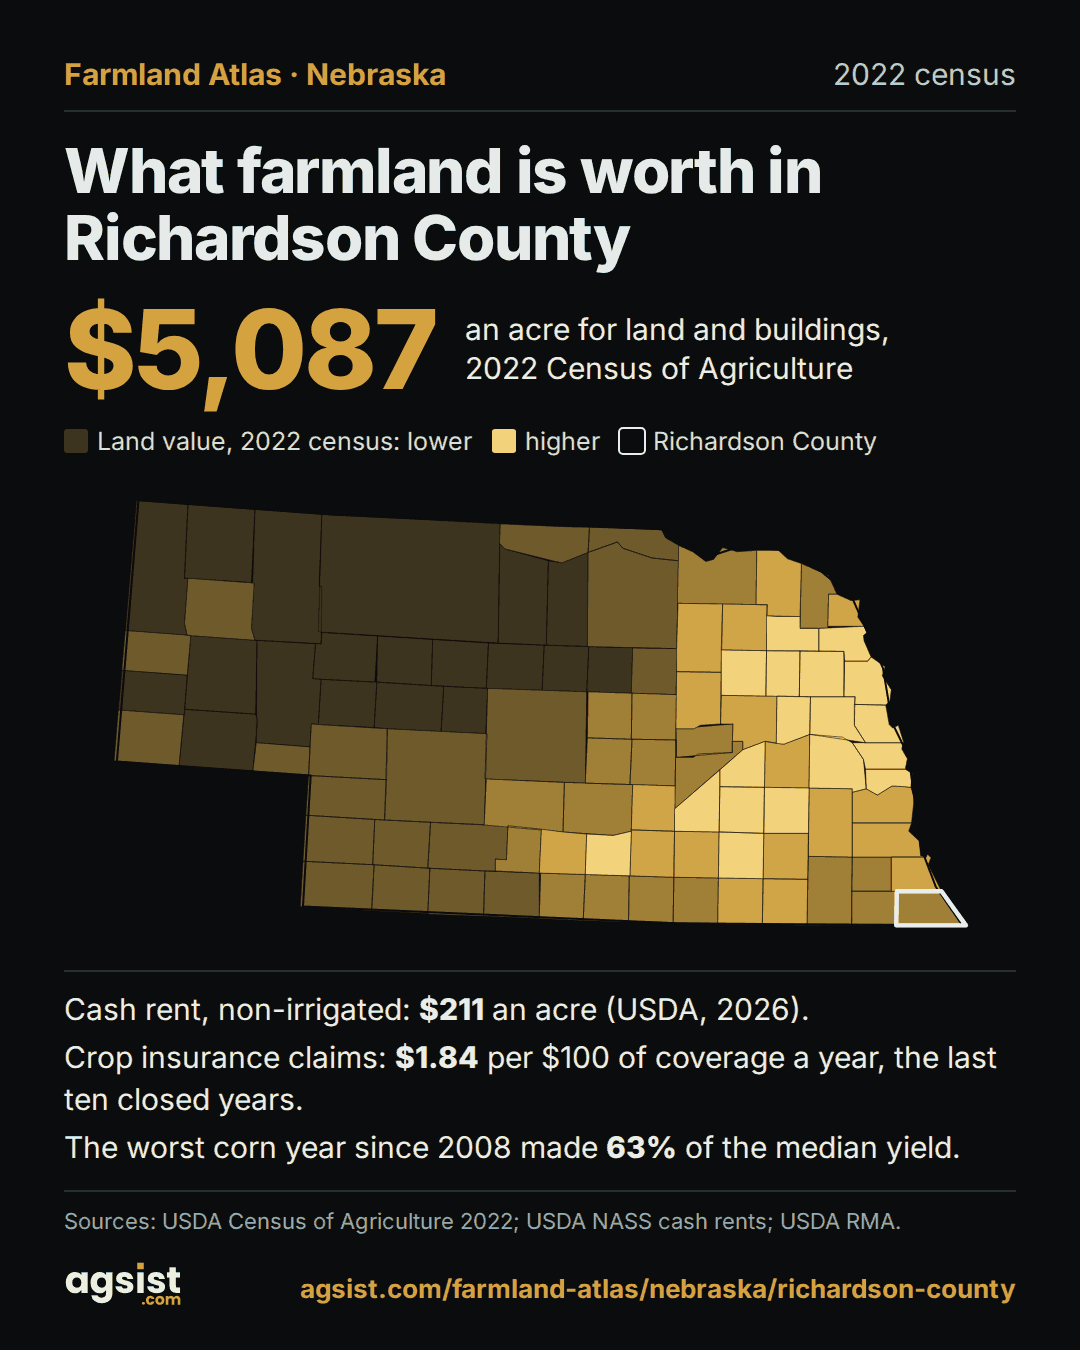 Farmland Atlas · Nebraska
2022 census
What farmland is worth in
Richardson County
$5,087
an acre for land and buildings,
2022 Census of Agriculture
Land value, 2022 census: lower
higher
Richardson County
Cash rent, non-irrigated: $211 an acre (USDA, 2026).
Crop insurance claims: $1.84 per $100 of coverage a year, the last
ten closed years.
The worst corn year since 2008 made 63% of the median yield.
Sources: USDA Census of Agriculture 2022; USDA NASS cash rents; USDA RMA.
agsist
.com
agsist.com/farmland-atlas/nebraska/richardson-county